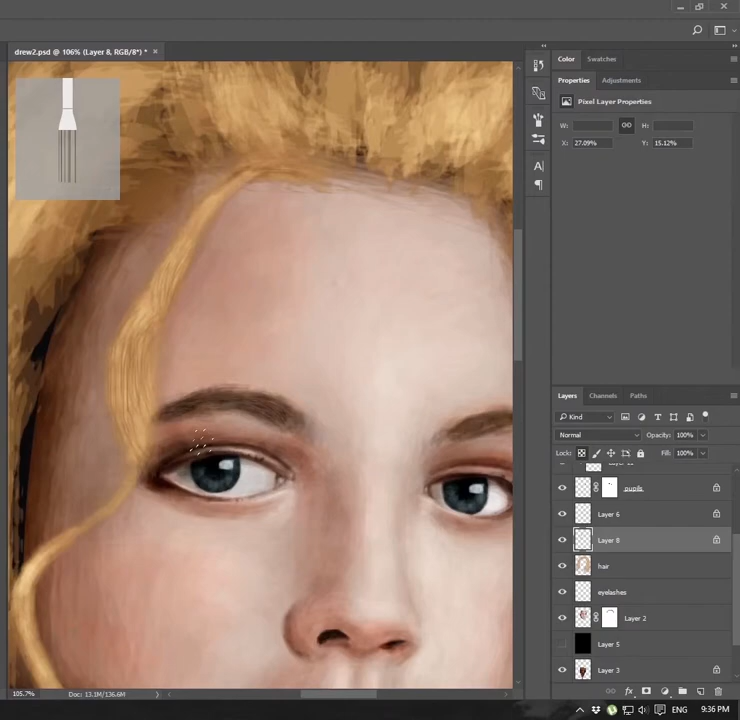 drew2.psd @ 106% (Layer 8, RGB/8*) *
Color
Swatches
Properties
Adjustments
Pixel Layer Properties
W:
H:
X: 27.09%
Y: 15.12%
Layers
Channels
Paths
Kind
Normal
Opacity: 100%
Lock:
Fill: 100%
pupils
Layer 6
Layer 8
hair
eyelashes
Layer 2
Layer 5
Layer 3
105.7%
Doc: 13.1M/136.6M
ENG
9:36 PM